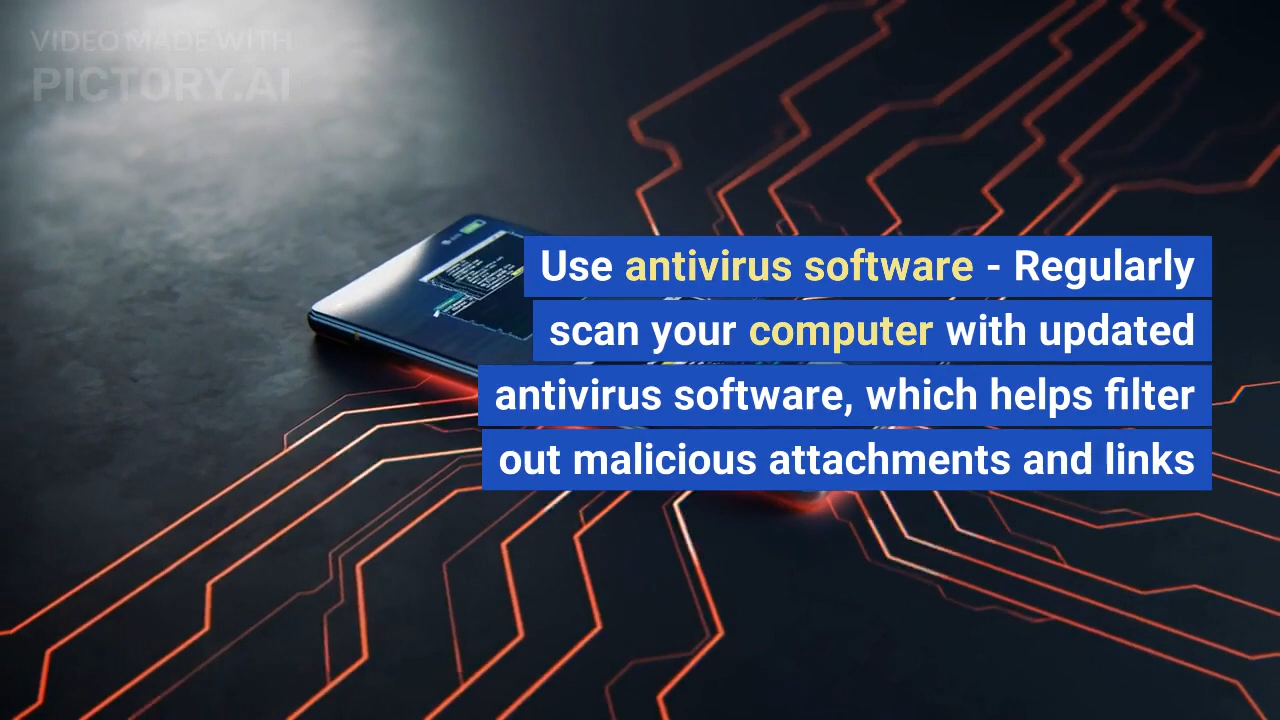 VIDEO MADE WITH
PICTORY.AI
Use antivirus software - Regularly
scan your computer with updated
antivirus software, which helps filter
out malicious attachments and links